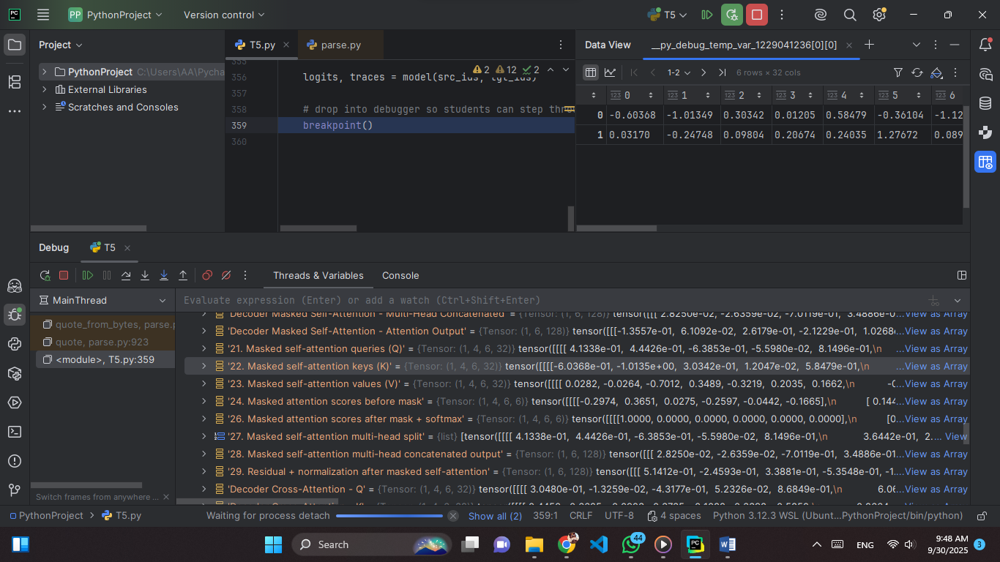 PP PythonProject Version control T5
Project
PythonProject C:\Users\AA\Pycha
External Libraries
Scratches and Consoles
T5.py parse.py
2 12 2
355
356 logits, traces = model(src_ids, tgt_ids)
357
358 # drop into debugger so students can step thro
359 breakpoint()
360
Data View __py_debug_temp_var_1229041236[0][0]
1-2 6 rows × 32 cols
123 0 123 1 123 2 123 3 123 4 123 5 123 6
0 -0.60368 -1.01349 0.30342 0.01205 0.58479 -0.36104 -1.12
1 0.03170 -0.24748 0.09804 0.20674 0.24035 1.27672 0.089
Debug T5
Threads & Variables Console
MainThread
quote_from_bytes, parse.p
quote, parse.py:923
<module>, T5.py:359
Switch frames from anywhere ...
Evaluate expression (Enter) or add a watch (Ctrl+Shift+Enter)
'Decoder Masked Self-Attention - Multi-Head Concatenated' = {Tensor: (1, 6, 128)} tensor([[[ 2.8250e-02, -2.6359e-02, -7.0119e-01, 3.4886e-0...View as Array
'Decoder Masked Self-Attention - Attention Output' = {Tensor: (1, 6, 128)} tensor([[[-1.3557e-01, 6.1092e-02, 2.6179e-01, -2.1229e-01, 1.0268...View as Array
'21. Masked self-attention queries (Q)' = {Tensor: (1, 4, 6, 32)} tensor([[[[ 4.1338e-01, 4.4426e-01, -6.3853e-01, -5.5980e-02, 8.1496e-01,\n ...View as Array
'22. Masked self-attention keys (K)' = {Tensor: (1, 4, 6, 32)} tensor([[[[-6.0368e-01, -1.0135e+00, 3.0342e-01, 1.2047e-02, 5.8479e-01,\n ...View as Array
'23. Masked self-attention values (V)' = {Tensor: (1, 4, 6, 32)} tensor([[[[ 0.0282, -0.0264, -0.7012, 0.3489, -0.3219, 0.2035, 0.1662,\n -0...View as Array
'24. Masked attention scores before mask' = {Tensor: (1, 4, 6, 6)} tensor([[[[-0.2974, 0.3651, 0.0275, -0.2597, -0.0442, -0.1665],\n [ 0.144...View as Array
'26. Masked attention scores after mask + softmax' = {Tensor: (1, 4, 6, 6)} tensor([[[[1.0000, 0.0000, 0.0000, 0.0000, 0.0000, 0.0000],\n [0...View as Array
'27. Masked self-attention multi-head split' = {list} [tensor([[[[ 4.1338e-01, 4.4426e-01, -6.3853e-01, -5.5980e-02, 8.1496e-01,\n 3.6442e-01, 2.... View
'28. Masked self-attention multi-head concatenated output' = {Tensor: (1, 6, 128)} tensor([[[ 2.8250e-02, -2.6359e-02, -7.0119e-01, 3.4886e-01...View as Array
'29. Residual + normalization after masked self-attention' = {Tensor: (1, 6, 128)} tensor([[[ 5.1412e-01, -2.4593e-01, 3.3881e-01, -5.3548e-01, -1...View as Array
'Decoder Cross-Attention - Q' = {Tensor: (1, 4, 6, 32)} tensor([[[[ 3.0480e-01, -1.3259e-02, -4.3177e-01, 5.2326e-02, 8.6849e-01,\n 6.06...View as Array
PythonProject T5.py Waiting for process detach Show all (2) 359:1 CRLF UTF-8 4 spaces Python 3.12.3 WSL (Ubunt...PythonProject/bin/python)
Search 44 ENG 9:48 AM
9/30/2025 3